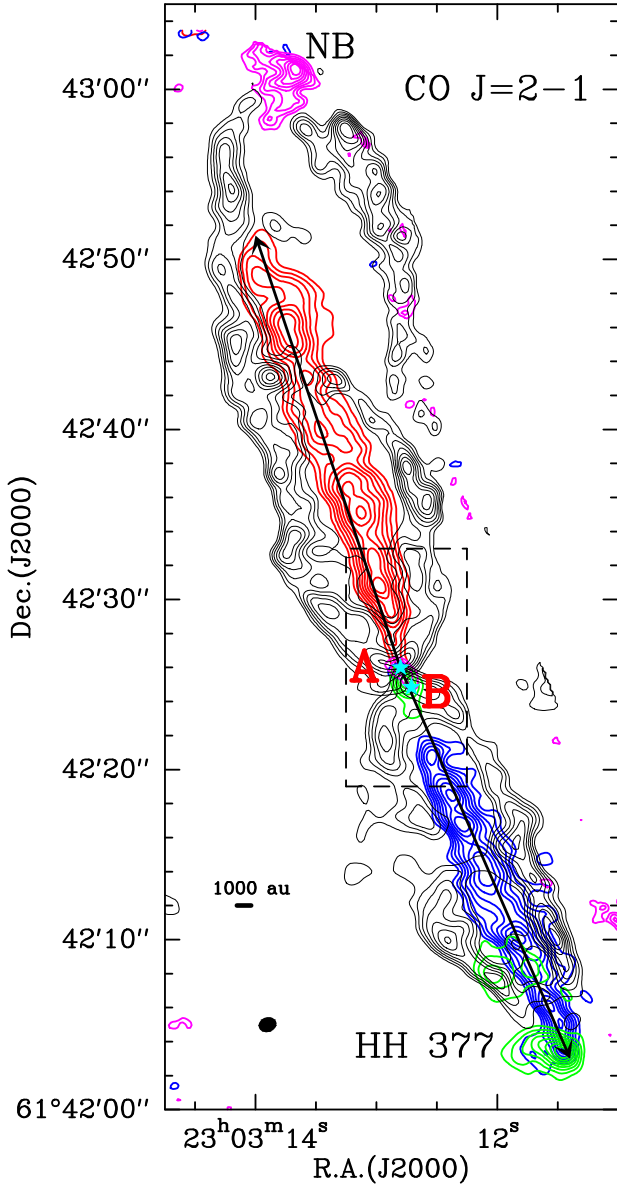 NB
CO J=2−1
43′00″
42′50″
42′40″
42′30″
42′20″
42′10″
61°42′00″
Dec.(J2000)
A
B
1000 au
HH 377
23ʰ03ᵐ14ˢ
12ˢ
R.A.(J2000)